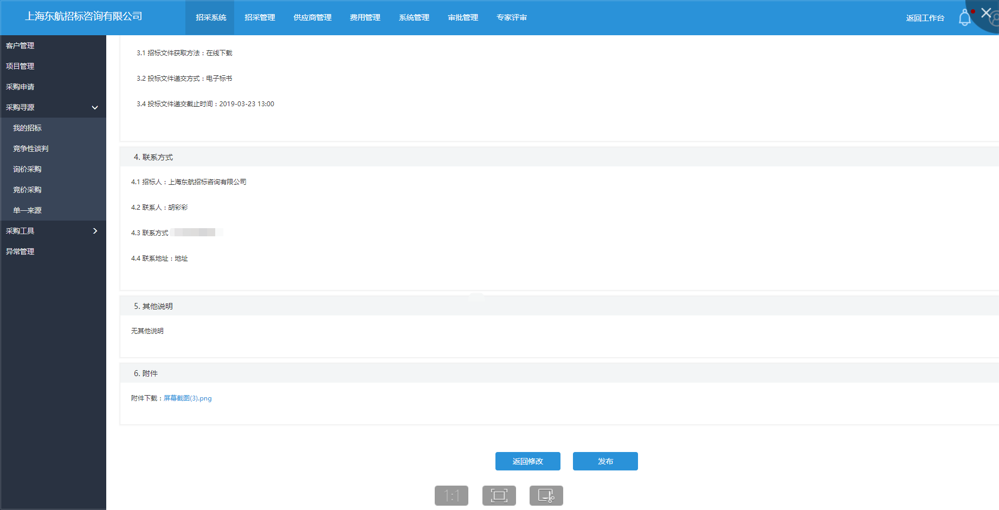 上海东航招标咨询有限公司
招采系统 招采管理 供应商管理 费用管理 系统管理 审批管理 专家评审 返回工作台
客户管理
项目管理
采购申请
采购寻源
我的招标
竞争性谈判
询价采购
竞价采购
单一来源
采购工具
异常管理
3.1 招标文件获取方法：在线下载
3.2 投标文件递交方式：电子标书
3.4 投标文件递交截止时间：2019-03-23 13:00
4. 联系方式
4.1 招标人：上海东航招标咨询有限公司
4.2 联系人：胡彩彩
4.3 联系方式
4.4 联系地址：地址
5. 其他说明
无其他说明
6. 附件
附件下载：屏幕截图(3).png
返回修改 发布
1:1